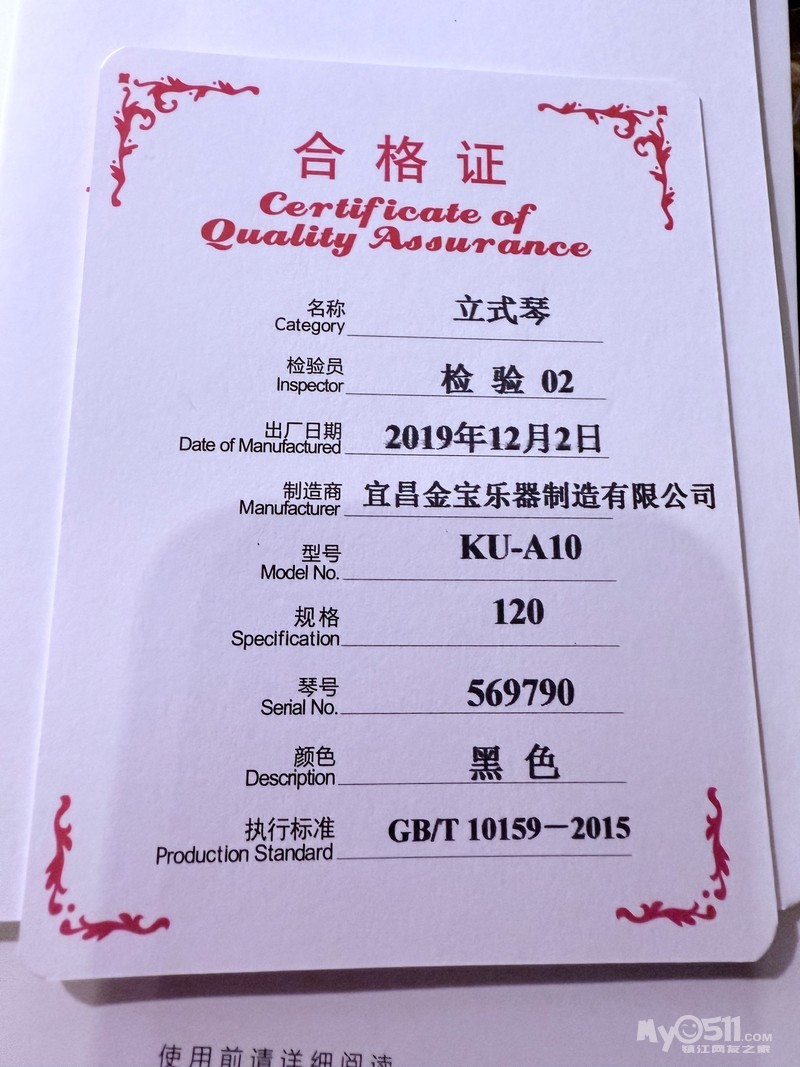 合格证
Certificate of
Quality Assurance
名称 立式琴
Category
检验员 检 验 02
Inspector
出厂日期 2019年12月2日
Date of Manufactured
制造商 宜昌金宝乐器制造有限公司
Manufacturer
型号 KU-A10
Model No.
规格 120
Specification
琴号 569790
Serial No.
颜色 黑 色
Description
执行标准 GB/T 10159－2015
Production Standard
使用前请详细阅读
My0511.COM
镇江网友之家